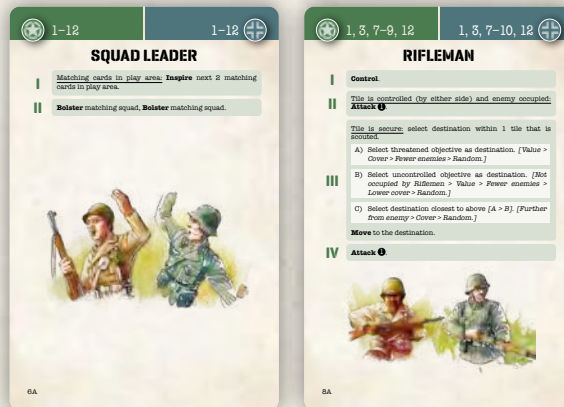 1-12
1-12
SQUAD LEADER
I
Matching cards in play area: Inspire next 2 matching
cards in play area.
II
Bolster matching squad, Bolster matching squad.
6A
1, 3, 7-9, 12
1, 3, 7-10, 12
RIFLEMAN
I
Control.
II
Tile is controlled (by either side) and enemy occupied:
Attack ❶.
III
Tile is secure: select destination within 1 tile that is
scouted.
A) Select threatened objective as destination. [Value >
Cover > Fewer enemies > Random.]
B) Select uncontrolled objective as destination. [Not
occupied by Riflemen > Value > Fewer enemies >
Lower cover > Random.]
C) Select destination closest to above [A > B]. [Further
from enemy > Cover > Random.]
Move to the destination.
IV
Attack ❶.
8A